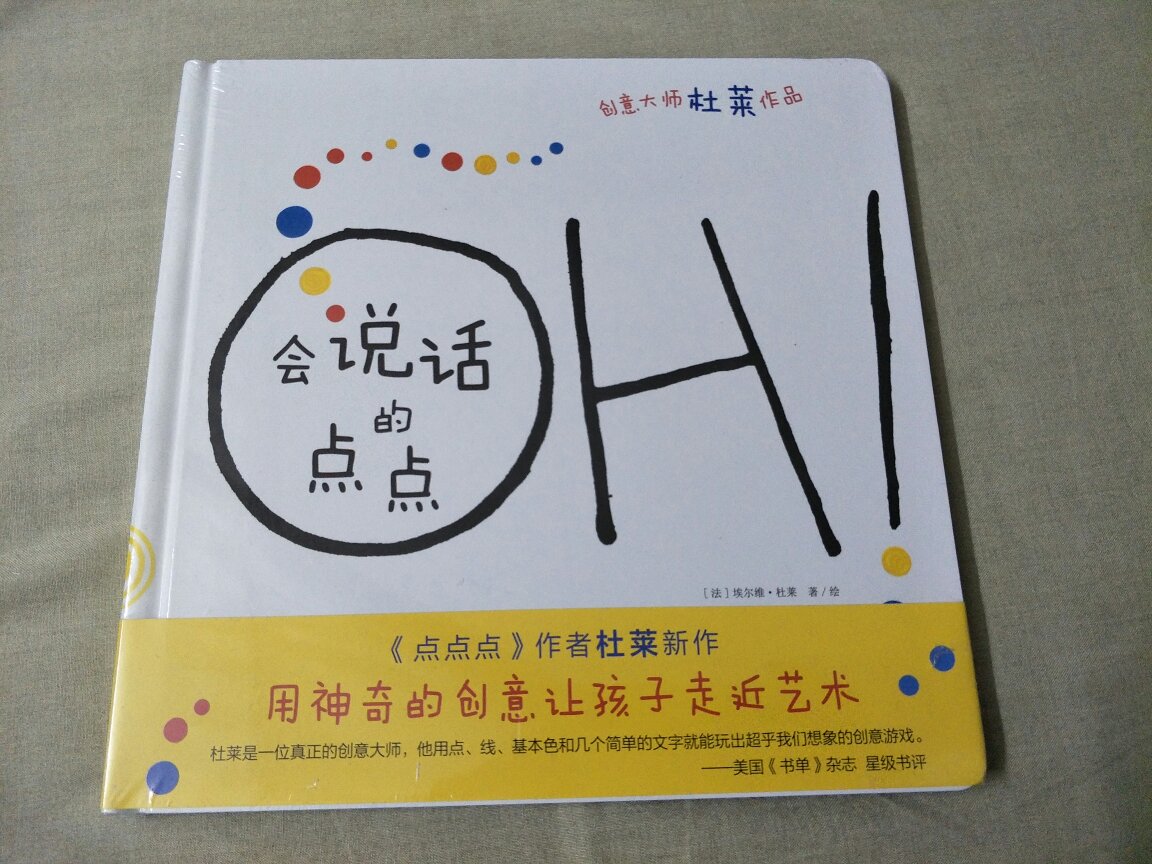 创意大师杜莱作品
OH!
会说话
的
点点
[法]埃尔维·杜莱 著/绘
《点点点》作者杜莱新作
用神奇的创意让孩子走近艺术
杜莱是一位真正的创意大师，他用点、线、基本色和几个简单的文字就能玩出超乎我们想象的创意游戏。
——美国《书单》杂志 星级书评